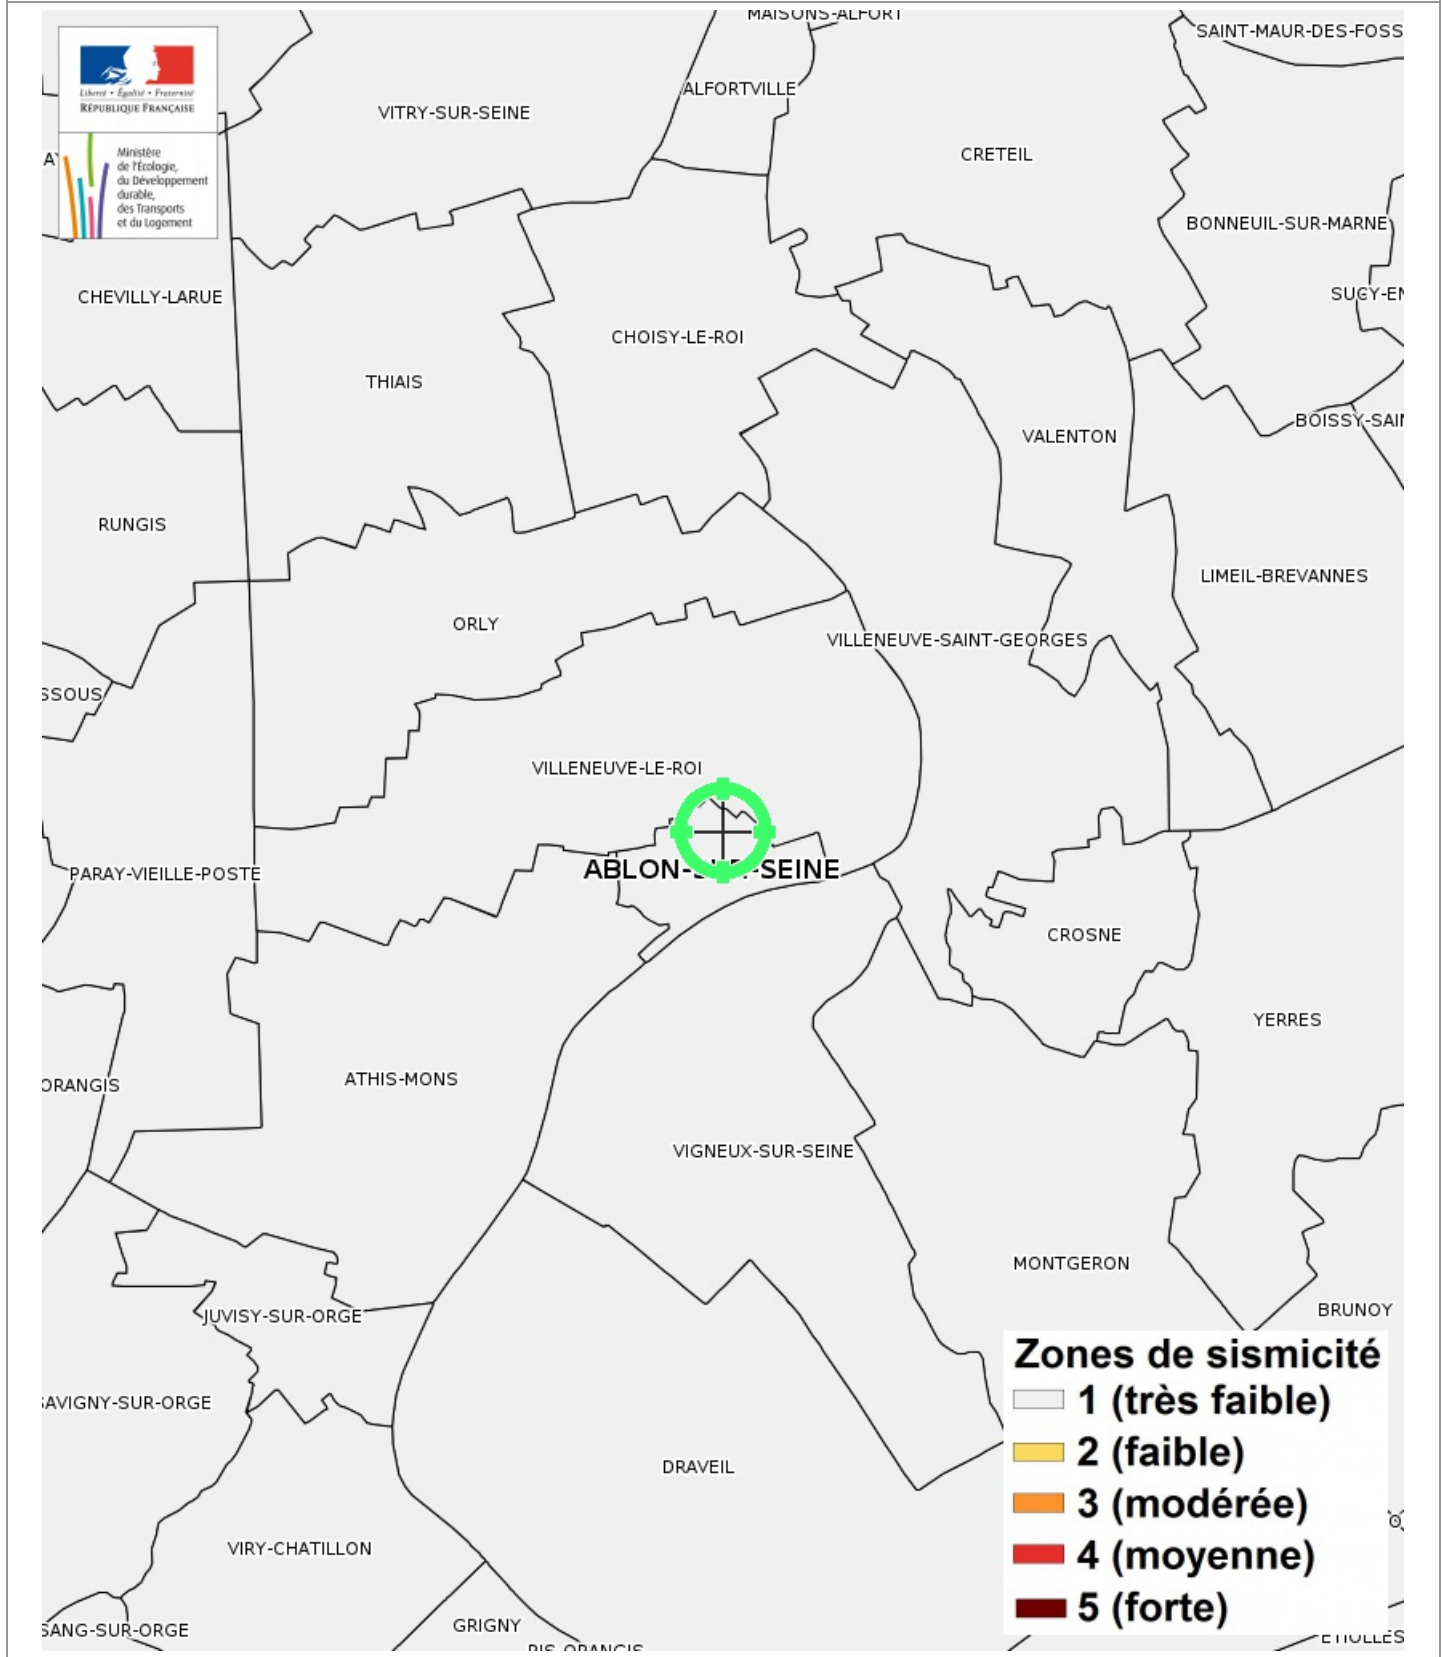 MAISONS-ALFORT
SAINT-MAUR-DES-FOSS
Liberté • Égalité • Fraternité
RÉPUBLIQUE FRANÇAISE
ALFORTVILLE
VITRY-SUR-SEINE
Ministère
de l'Écologie,
du Développement
durable,
des Transports
et du Logement
CRETEIL
BONNEUIL-SUR-MARNE
CHEVILLY-LARUE
SUCY-EN
CHOISY-LE-ROI
THIAIS
BOISSY-SAIN
VALENTON
RUNGIS
LIMEIL-BREVANNES
ORLY
VILLENEUVE-SAINT-GEORGES
SSOUS
VILLENEUVE-LE-ROI
PARAY-VIEILLE-POSTE
ABLON-SUR-SEINE
CROSNE
YERRES
ATHIS-MONS
ORANGIS
VIGNEUX-SUR-SEINE
MONTGERON
BRUNOY
JUVISY-SUR-ORGE
Zones de sismicité
1 (très faible)
2 (faible)
3 (modérée)
4 (moyenne)
5 (forte)
SAVIGNY-SUR-ORGE
DRAVEIL
VIRY-CHATILLON
GRIGNY
SANG-SUR-ORGE
RIS-ORANGIS
ETIOLLES